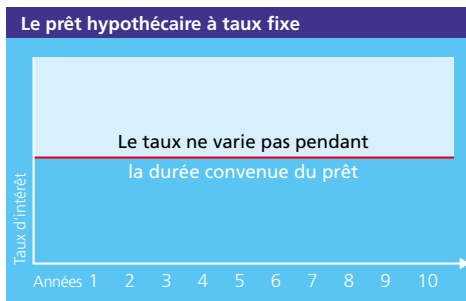 Le prêt hypothécaire à taux fixe
Le taux ne varie pas pendant
la durée convenue du prêt
Taux d'intérêt
Années 1 2 3 4 5 6 7 8 9 10